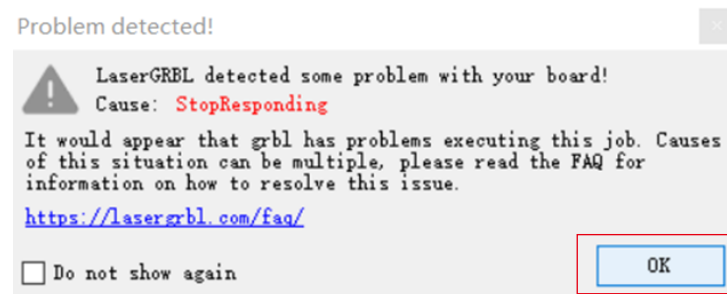 Problem detected!
LaserGRBL detected some problem with your board!
Cause: StopResponding
It would appear that grbl has problems executing this job. Causes
of this situation can be multiple, please read the FAQ for
information on how to resolve this issue.
https://lasergrbl.com/faq/
Do not show again
OK